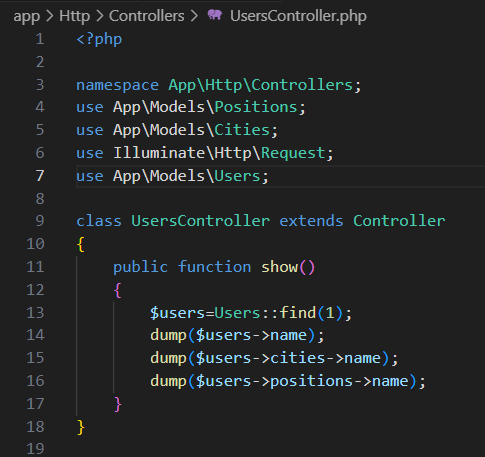 app > Http > Controllers > UsersController.php
1 <?php
2
3 namespace App\Http\Controllers;
4 use App\Models\Positions;
5 use App\Models\Cities;
6 use Illuminate\Http\Request;
7 use App\Models\Users;
8
9 class UsersController extends Controller
10 {
11     public function show()
12     {
13         $users=Users::find(1);
14         dump($users->name);
15         dump($users->cities->name);
16         dump($users->positions->name);
17     }
18 }
19